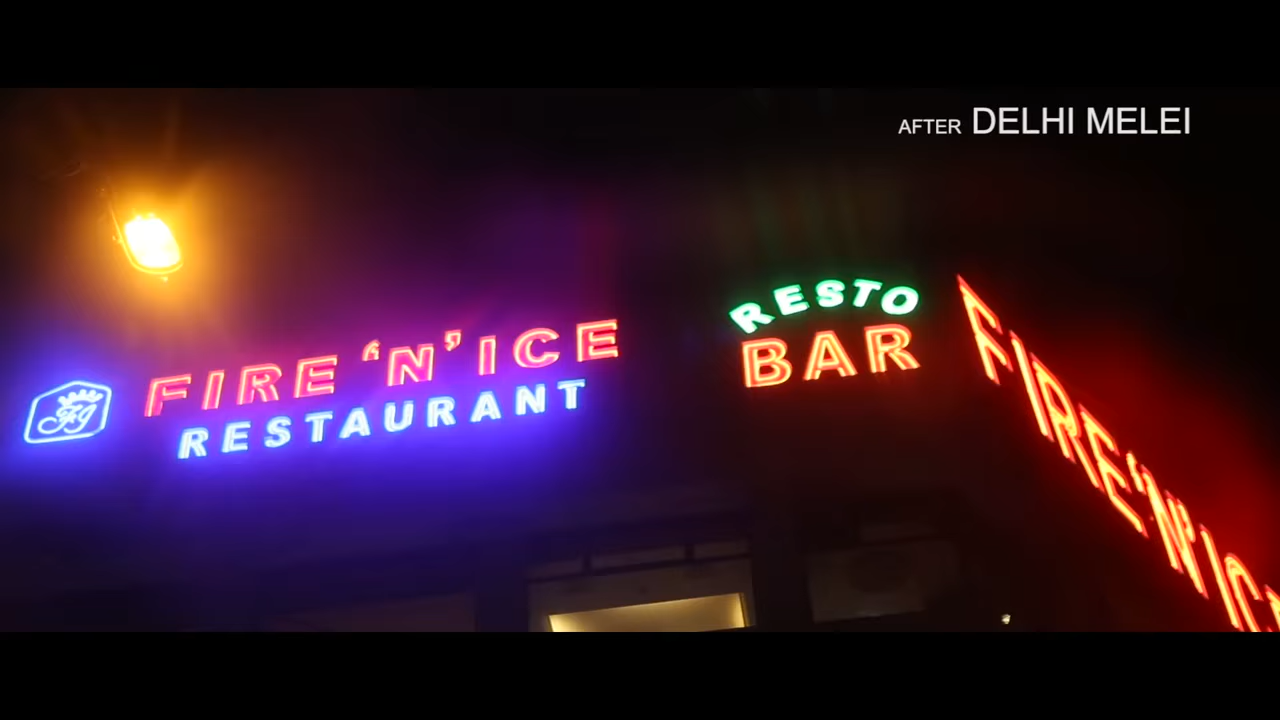 AFTER DELHI MELEI
FIRE 'N' ICE
RESTAURANT
RESTO
BAR
FIRE 'N' ICE